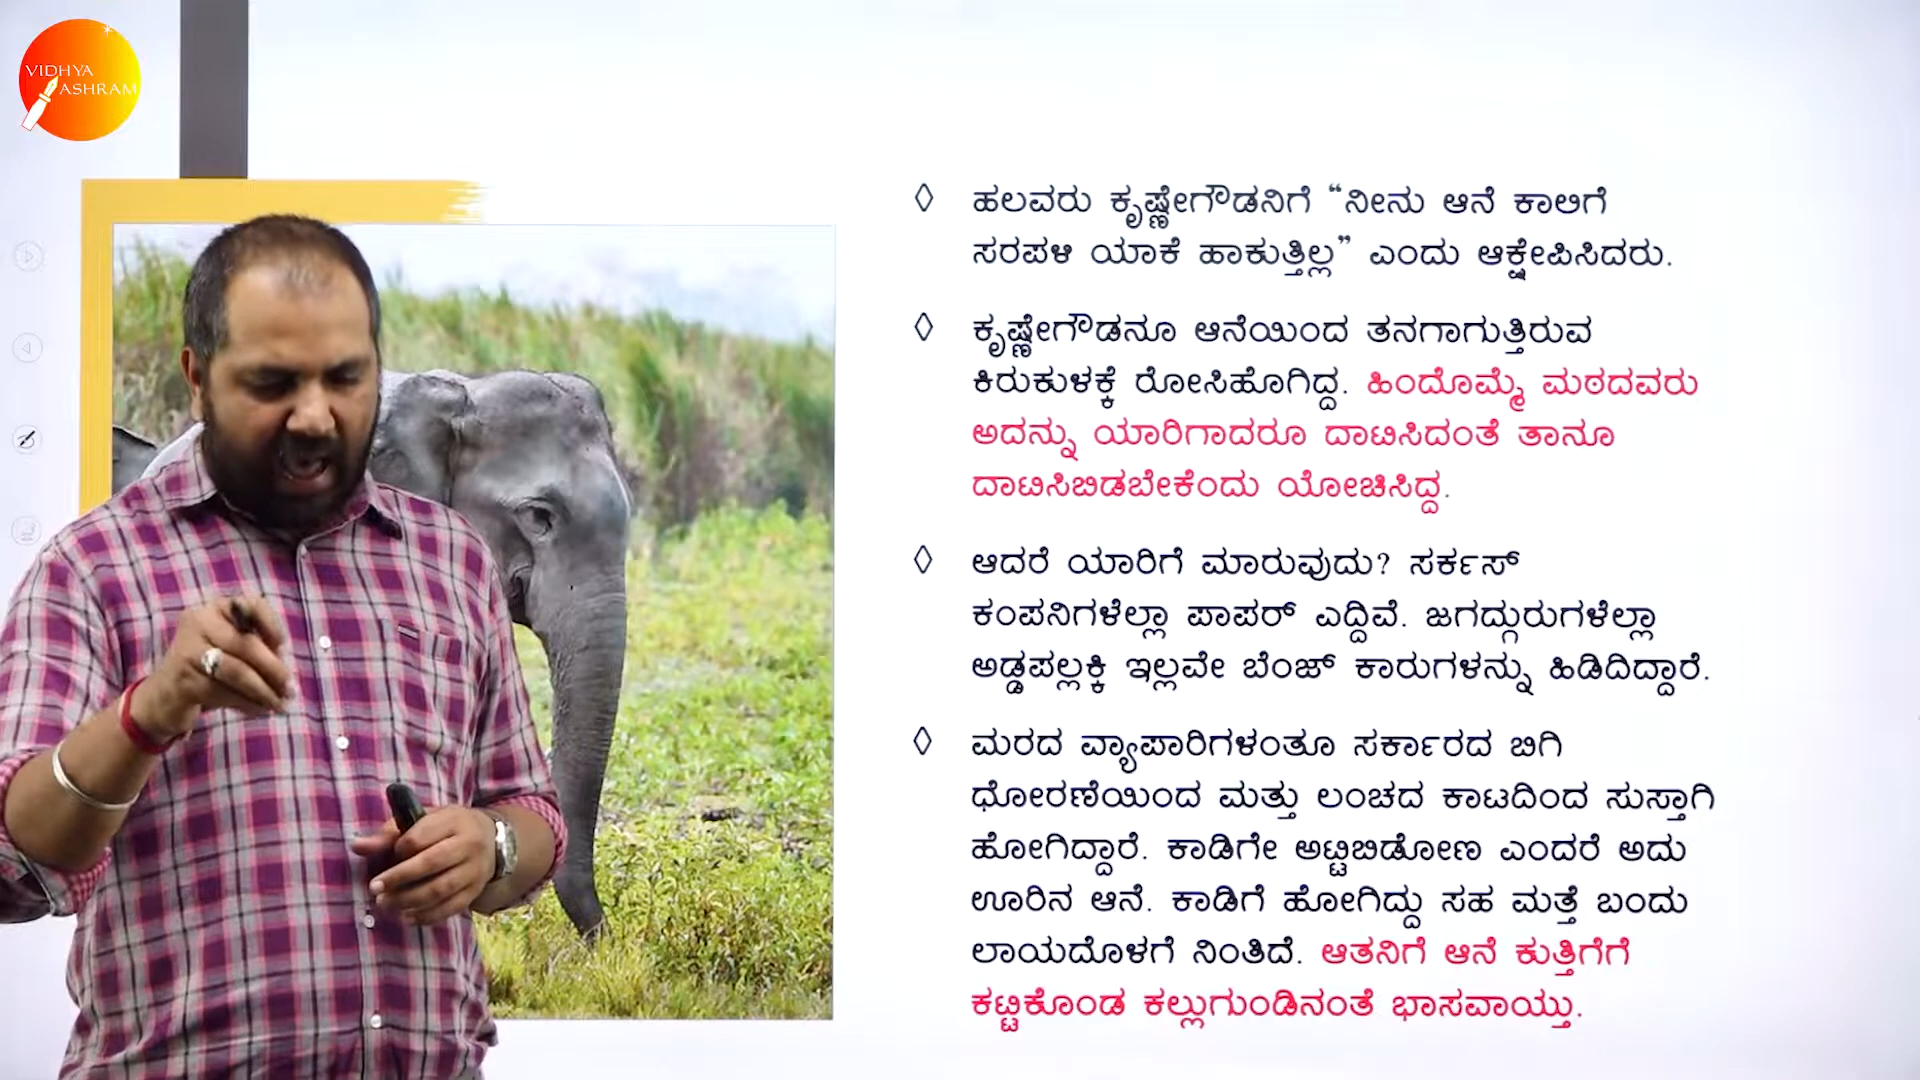 VIDHYA
ASHRAM
ಹಲವರು ಕೃಷ್ಣೇಗೌಡನಿಗೆ “ನೀನು ಆನೆ ಕಾಲಿಗೆ
ಸರಪಳಿ ಯಾಕೆ ಹಾಕುತ್ತಿಲ್ಲ” ಎಂದು ಆಕ್ಷೇಪಿಸಿದರು.
ಕೃಷ್ಣೇಗೌಡನೂ ಆನೆಯಿಂದ ತನಗಾಗುತ್ತಿರುವ
ಕಿರುಕುಳಕ್ಕೆ ರೋಸಿಹೊಗಿದ್ದ. ಹಿಂದೊಮ್ಮೆ ಮಠದವರು
ಅದನ್ನು ಯಾರಿಗಾದರೂ ದಾಟಿಸಿದಂತೆ ತಾನೂ
ದಾಟಿಸಿಬಿಡಬೇಕೆಂದು ಯೋಚಿಸಿದ್ದ.
ಆದರೆ ಯಾರಿಗೆ ಮಾರುವುದು? ಸರ್ಕಸ್
ಕಂಪನಿಗಳೆಲ್ಲಾ ಪಾಪರ್ ಎದ್ದಿವೆ. ಜಗದ್ಗುರುಗಳೆಲ್ಲಾ
ಅಡ್ಡಪಲ್ಲಕ್ಕಿ ಇಲ್ಲವೇ ಬೆಂಜ್ ಕಾರುಗಳನ್ನು ಹಿಡಿದಿದ್ದಾರೆ.
ಮರದ ವ್ಯಾಪಾರಿಗಳಂತೂ ಸರ್ಕಾರದ ಬಿಗಿ
ಧೋರಣೆಯಿಂದ ಮತ್ತು ಲಂಚದ ಕಾಟದಿಂದ ಸುಸ್ತಾಗಿ
ಹೋಗಿದ್ದಾರೆ. ಕಾಡಿಗೇ ಅಟ್ಟಿಬಿಡೋಣ ಎಂದರೆ ಅದು
ಊರಿನ ಆನೆ. ಕಾಡಿಗೆ ಹೋಗಿದ್ದು ಸಹ ಮತ್ತೆ ಬಂದು
ಲಾಯದೊಳಗೆ ನಿಂತಿದೆ. ಆತನಿಗೆ ಆನೆ ಕುತ್ತಿಗೆಗೆ
ಕಟ್ಟಿಕೊಂಡ ಕಲ್ಲುಗುಂಡಿನಂತೆ ಭಾಸವಾಯ್ತು.